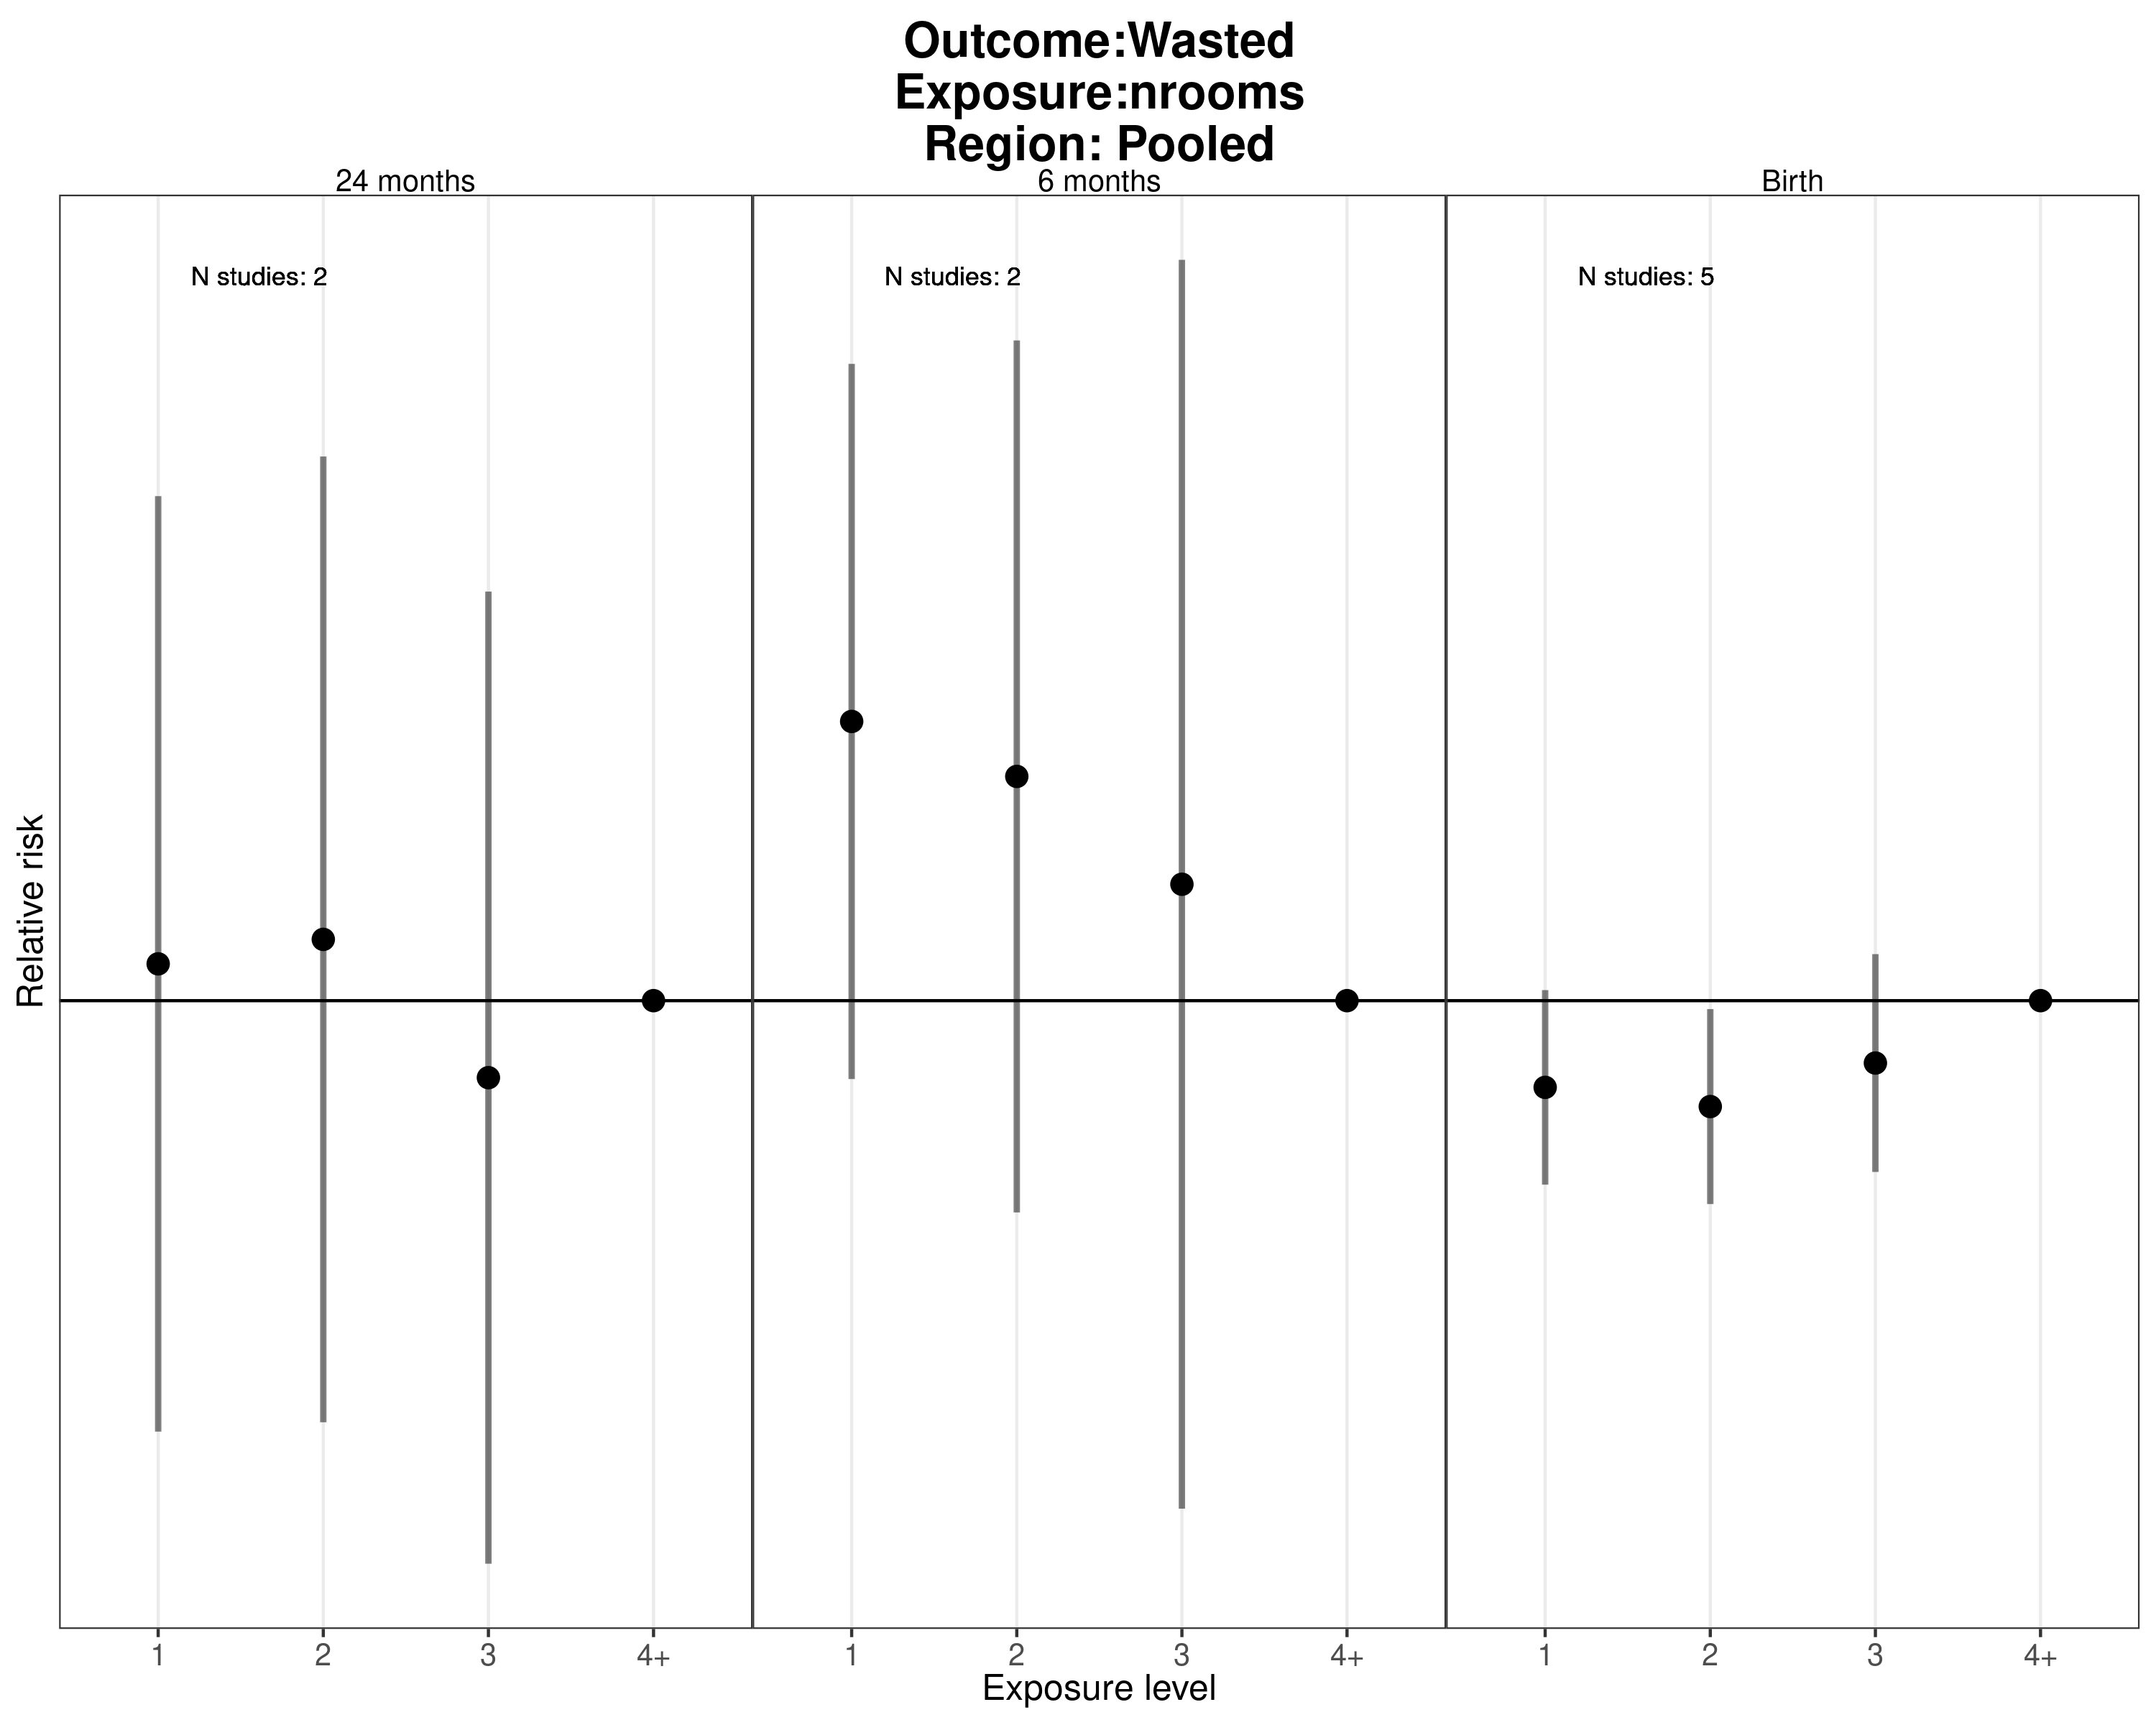 Outcome:Wasted
Exposure:nrooms
Region: Pooled
24 months
6 months
Birth
N studies: 2
N studies: 2
N studies: 5
Relative risk
1 2 3 4+ 1 2 3 4+ 1 2 3 4+
Exposure level